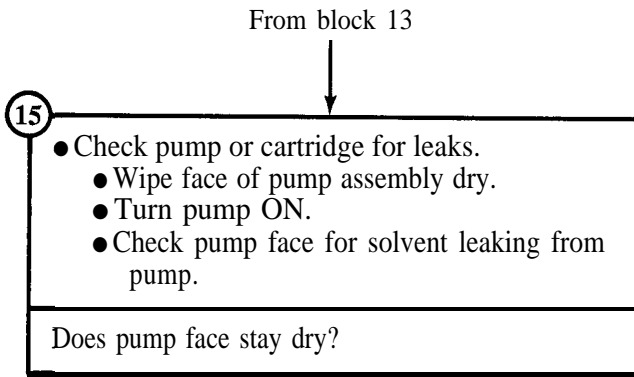 From block 13
15
● Check pump or cartridge for leaks.
● Wipe face of pump assembly dry.
● Turn pump ON.
● Check pump face for solvent leaking from
pump.
Does pump face stay dry?